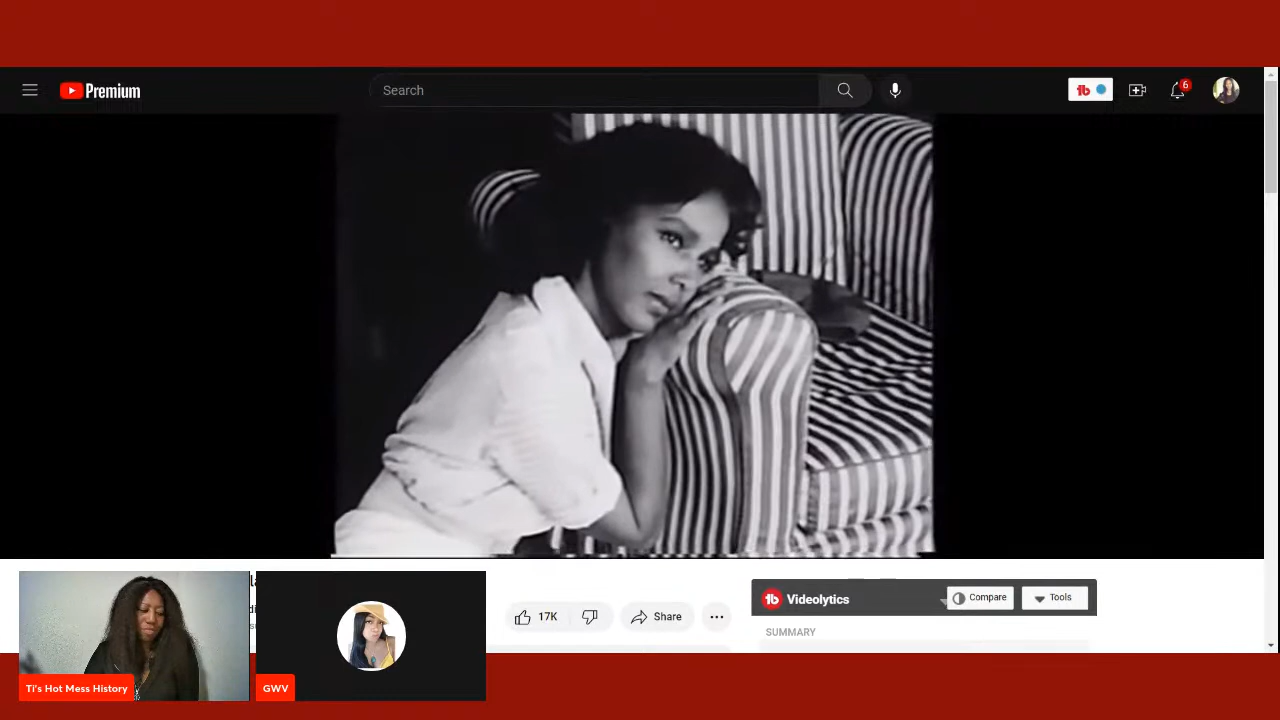 Premium
Search
6
17K
Share
Videolytics
Compare
Tools
SUMMARY
Ti's Hot Mess History
GWV